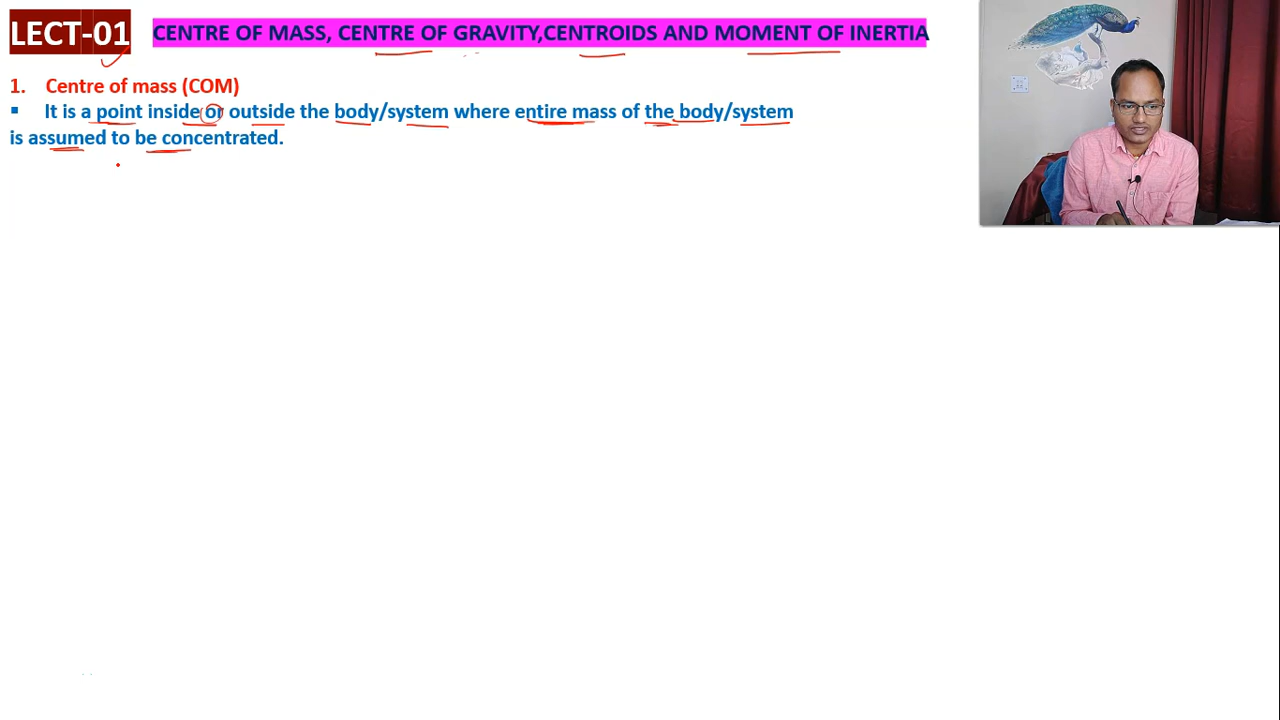 LECT-01 CENTRE OF MASS, CENTRE OF GRAVITY,CENTROIDS AND MOMENT OF INERTIA
1. Centre of mass (COM)
▪ It is a point inside or outside the body/system where entire mass of the body/system
is assumed to be concentrated.